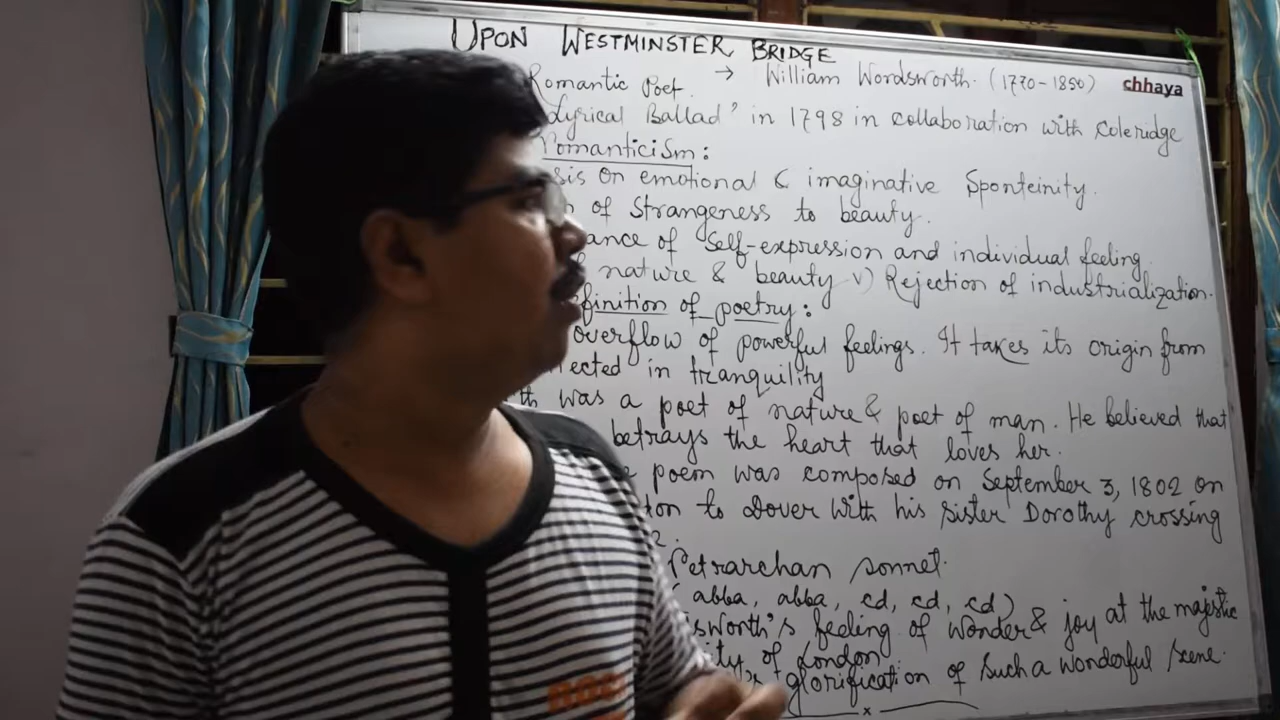 UPON WESTMINSTER BRIDGE
Romantic Poet. → William Wordsworth. (1770-1850) chhaya
Lyrical Ballad' in 1798 in collaboration with Coleridge
Romanticism:
sis on emotional & imaginative Sponteinity.
n of strangeness to beauty.
ance of self-expression and individual feeling.
f nature & beauty v) Rejection of industrialization.
finition of poetry:
overflow of powerful feelings. It takes its origin from
lected in tranquility
th was a poet of nature & poet of man. He believed that
betrays the heart that loves her.
e poem was composed on September 3, 1802 on
don to Dover with his sister Dorothy crossing
Petrarchan sonnet.
(abba, abba, cd, cd, cd)
dsworth's feeling of wonder & joy at the majestic
ty of London
glorification of such a wonderful scene.
x